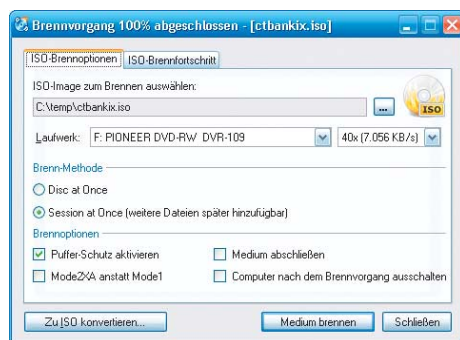 Brennvorgang 100% abgeschlossen - [ctbankix.iso]
ISO-Brennoptionen ISO-Brennfortschritt
ISO-Image zum Brennen auswählen:
C:\temp\ctbankix.iso ...
ISO
Laufwerk: F: PIONEER DVD-RW DVR-109 40x (7.056 KB/s)
Brenn-Methode
Disc at Once
Session at Once (weitere Dateien später hinzufügbar)
Brennoptionen
Puffer-Schutz aktivieren Medium abschließen
Mode2XA anstatt Mode1 Computer nach dem Brennvorgang ausschalten
Zu ISO konvertieren... Medium brennen Schließen